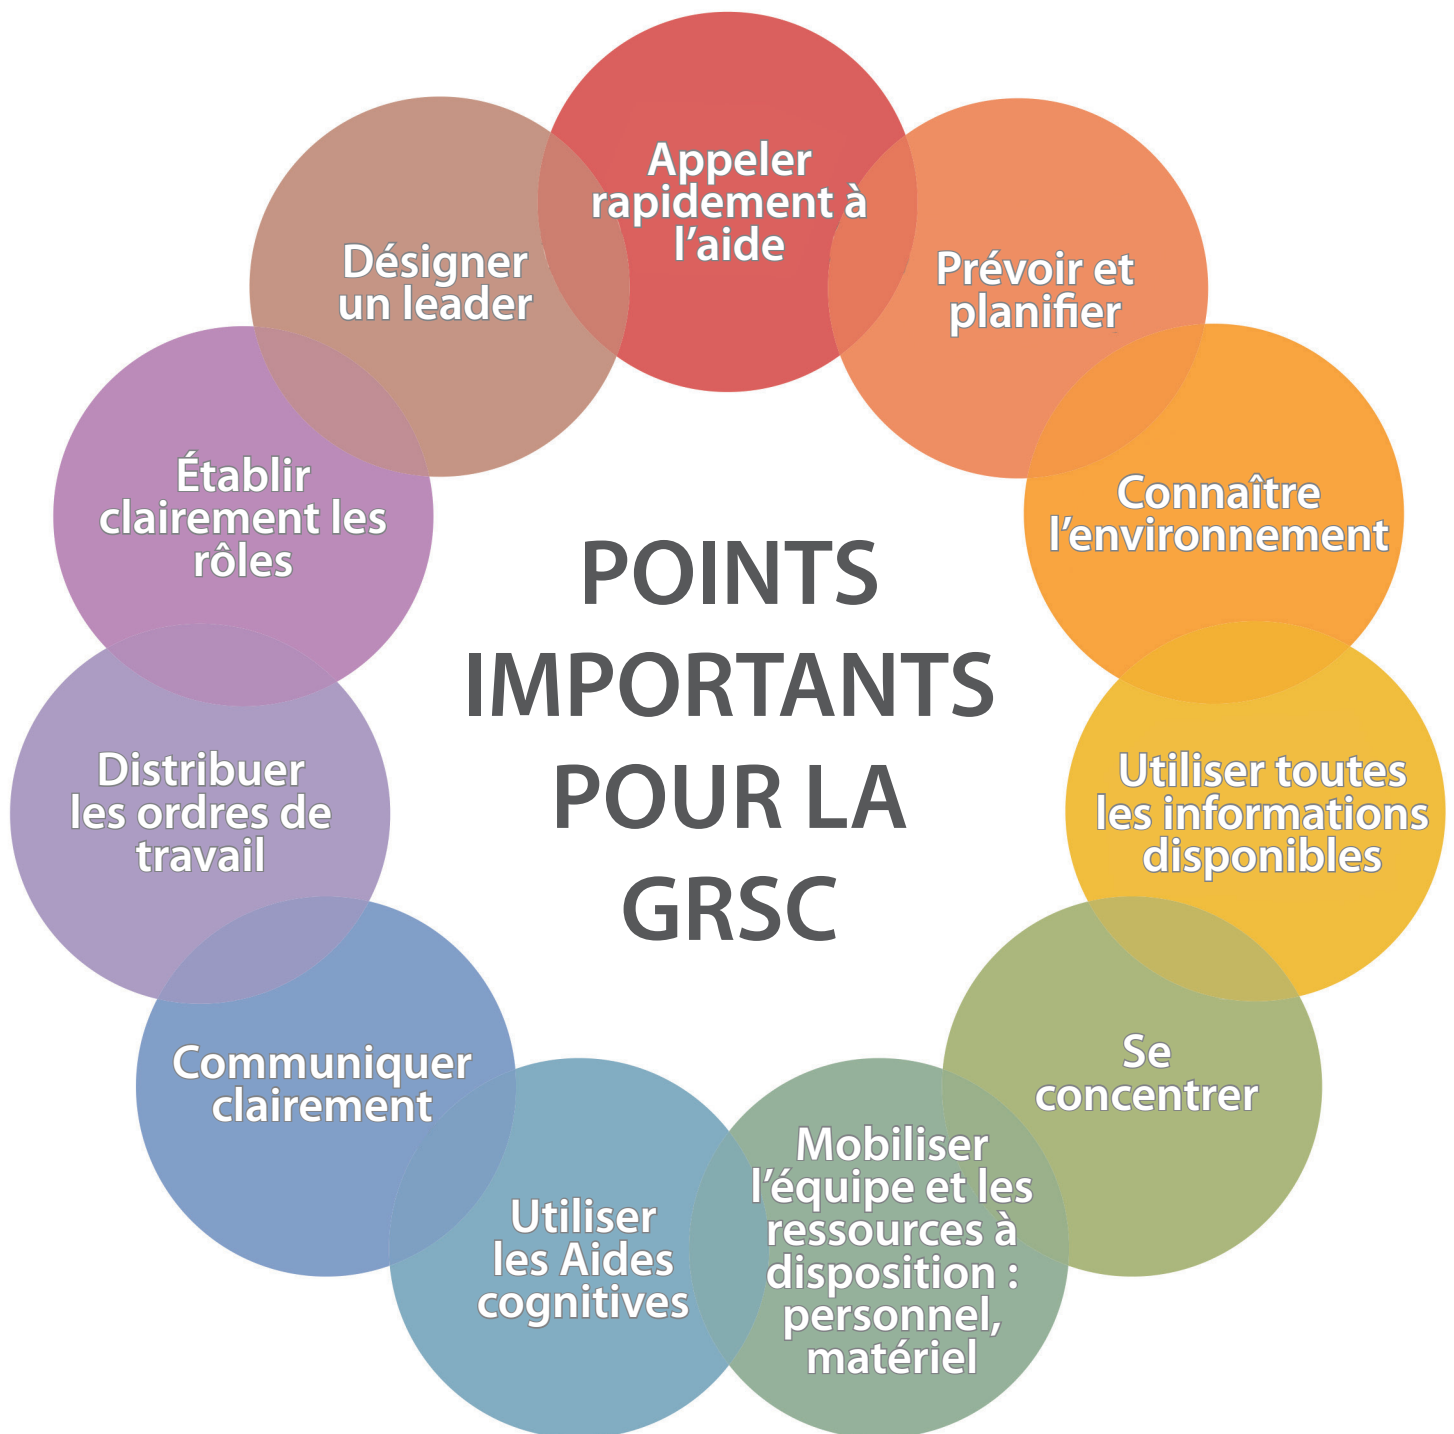 Appeler
rapidement à
l’aide
Prévoir et
planifier
Connaître
l’environnement
Utiliser toutes
les informations
disponibles
Se
concentrer
Mobiliser
l’équipe et les
ressources à
disposition :
personnel,
matériel
Utiliser
les Aides
cognitives
Communiquer
clairement
Distribuer
les ordres de
travail
Établir
clairement les
rôles
Désigner
un leader
POINTS
IMPORTANTS
POUR LA
GRSC